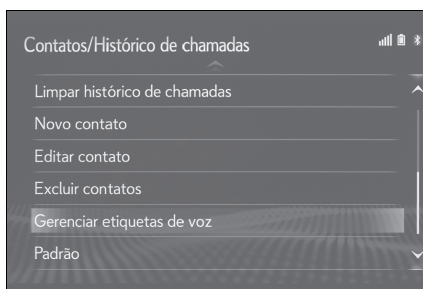 Contatos/Histórico de chamadas
Limpar histórico de chamadas
Novo contato
Editar contato
Excluir contatos
Gerenciar etiquetas de voz
Padrão